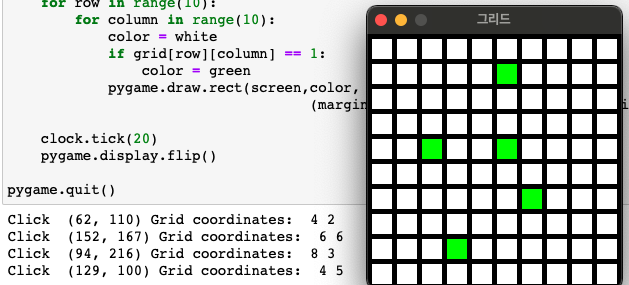 for row in range(10):
for column in range(10):
color = white
if grid[row][column] == 1:
color = green
pygame.draw.rect(screen,color,
(margin
clock.tick(20)
pygame.display.flip()
pygame.quit()
Click (62, 110) Grid coordinates: 4 2
Click (152, 167) Grid coordinates: 6 6
Click (94, 216) Grid coordinates: 8 3
Click (129, 100) Grid coordinates: 4 5
그리드